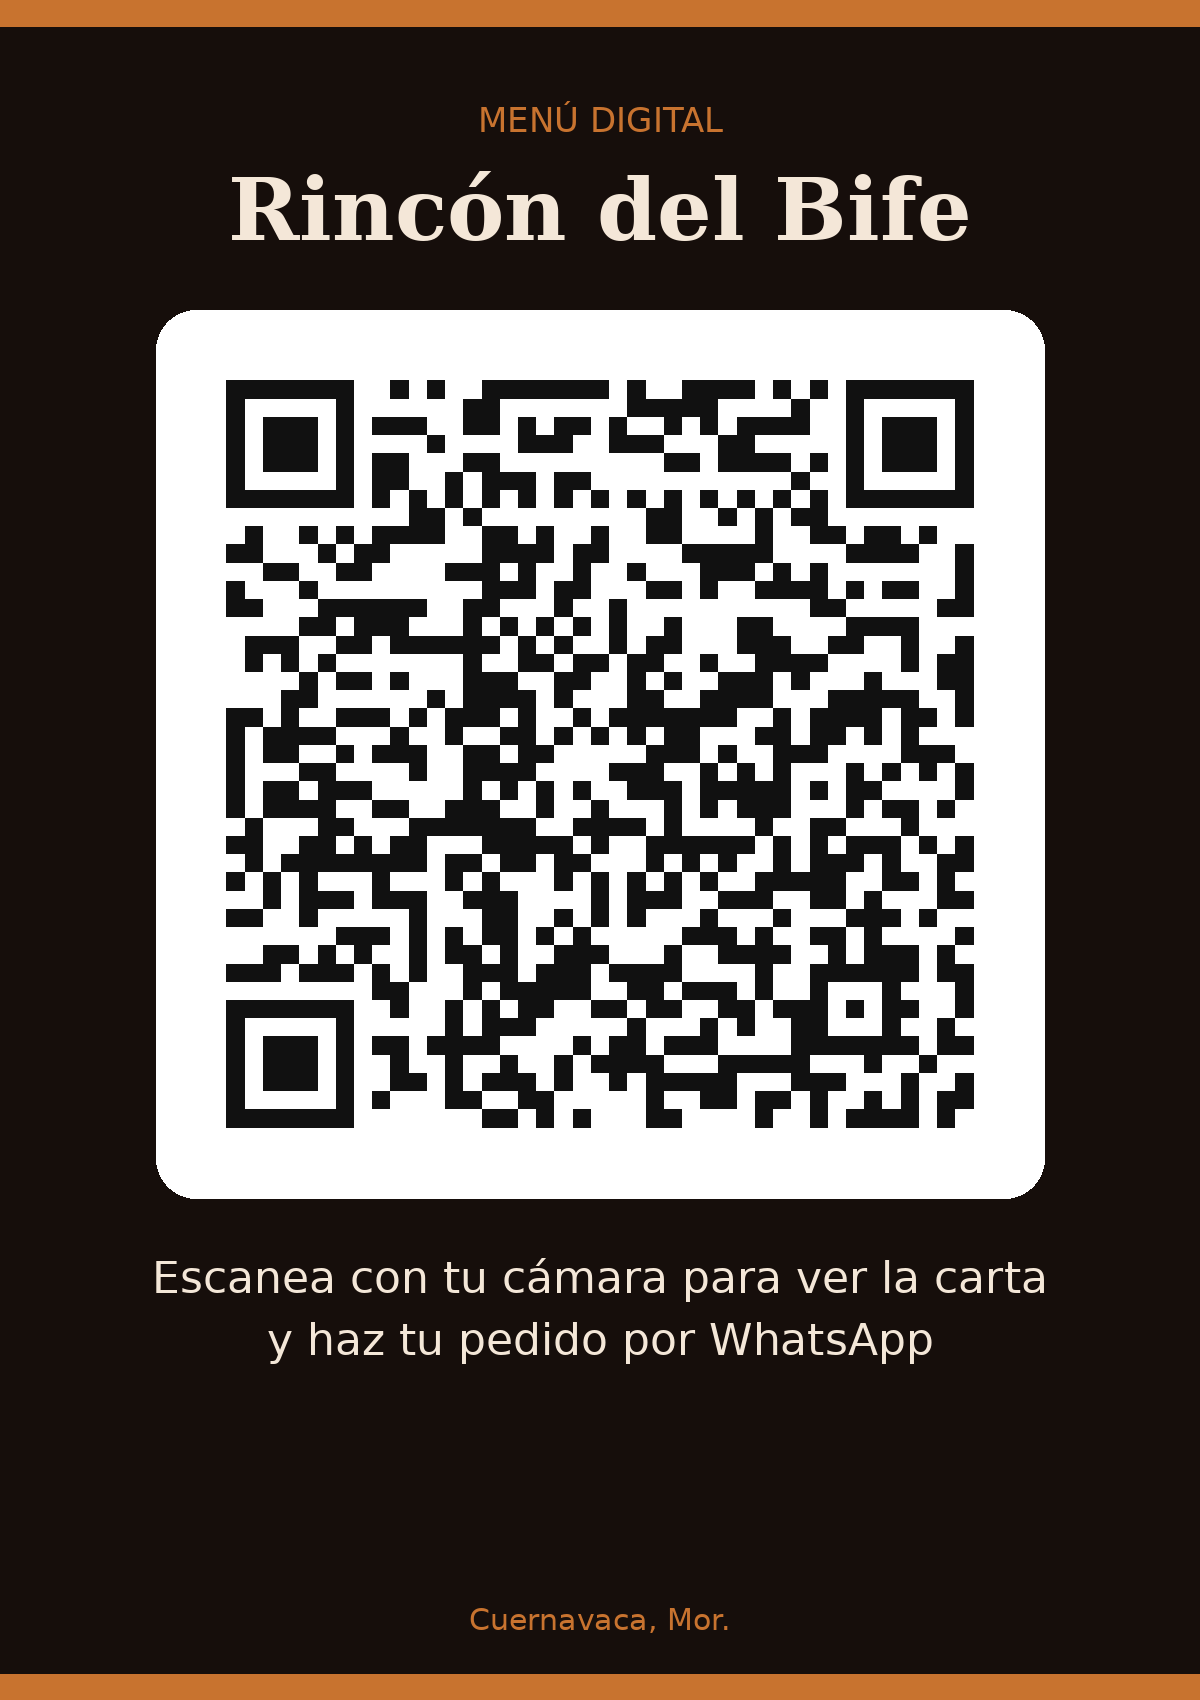 MENÚ DIGITAL
Rincón del Bife
Escanea con tu cámara para ver la carta
y haz tu pedido por WhatsApp
Cuernavaca, Mor.